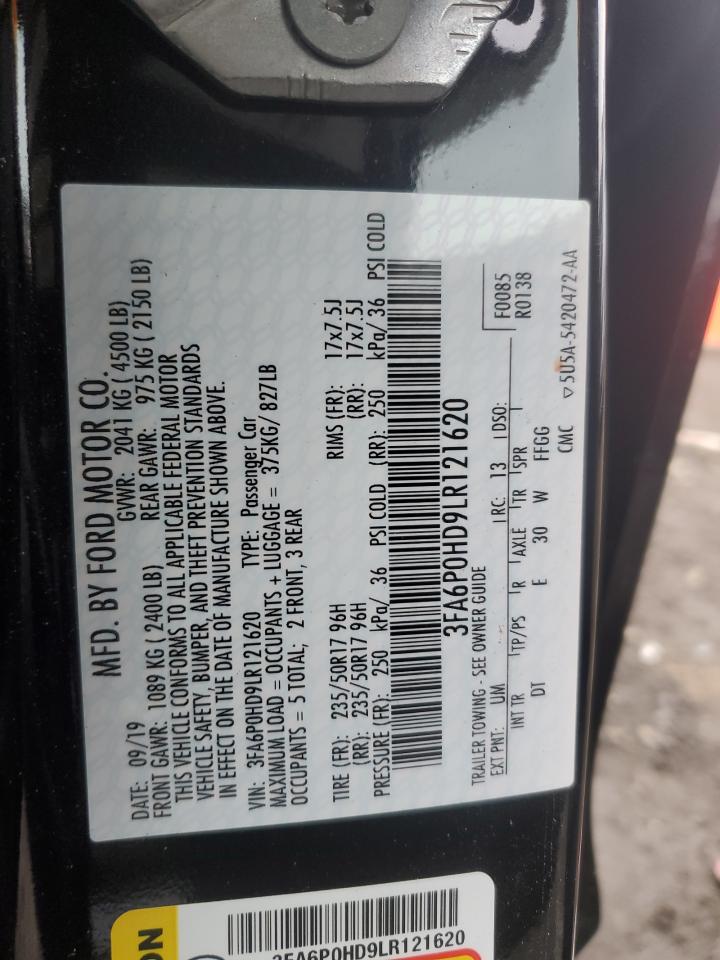 MFD. BY FORD MOTOR CO.
DATE: 09/19 GVWR: 2041 KG ( 4500 LB)
FRONT GAWR: 1089 KG ( 2400 LB) REAR GAWR: 975 KG ( 2150 LB)
THIS VEHICLE CONFORMS TO ALL APPLICABLE FEDERAL MOTOR
VEHICLE SAFETY, BUMPER, AND THEFT PREVENTION STANDARDS
IN EFFECT ON THE DATE OF MANUFACTURE SHOWN ABOVE.
VIN: 3FA6P0HD9LR121620 TYPE: Passenger Car
MAXIMUM LOAD = OCCUPANTS + LUGGAGE = 375KG/ 827LB
OCCUPANTS = 5 TOTAL; 2 FRONT, 3 REAR
TIRE (FR): 235/50R17 96H RIMS (FR): 17x7.5J
(RR): 235/50R17 96H (RR): 17x7.5J
PRESSURE (FR): 250 kPa/ 36 PSI COLD (RR): 250 kPa/ 36 PSI COLD
3FA6P0HD9LR121620
TRAILER TOWING - SEE OWNER GUIDE F0085
EXT PNT: UM RC: 13 DSO: R0138
INT TR TP/PS R AXLE TR SPR
DT E 30 W FFGG
CMC ▽5U5A-5420472-AA
ON
3FA6P0HD9LR121620